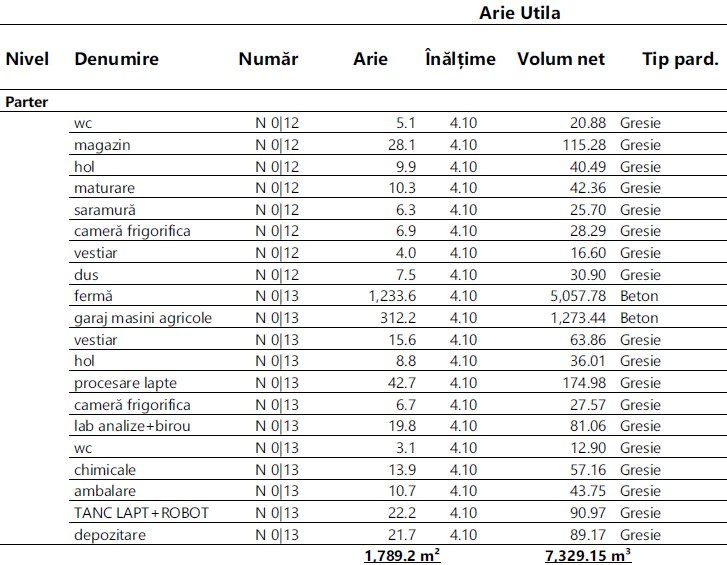 Arie Utila
Nivel Denumire Număr Arie Înălțime Volum net Tip pard.
Parter
wc N 0|12 5.1 4.10 20.88 Gresie
magazin N 0|12 28.1 4.10 115.28 Gresie
hol N 0|12 9.9 4.10 40.49 Gresie
maturare N 0|12 10.3 4.10 42.36 Gresie
saramură N 0|12 6.3 4.10 25.70 Gresie
cameră frigorifica N 0|12 6.9 4.10 28.29 Gresie
vestiar N 0|12 4.0 4.10 16.60 Gresie
dus N 0|12 7.5 4.10 30.90 Gresie
fermă N 0|13 1,233.6 4.10 5,057.78 Beton
garaj masini agricole N 0|13 312.2 4.10 1,273.44 Beton
vestiar N 0|13 15.6 4.10 63.86 Gresie
hol N 0|13 8.8 4.10 36.01 Gresie
procesare lapte N 0|13 42.7 4.10 174.98 Gresie
cameră frigorifica N 0|13 6.7 4.10 27.57 Gresie
lab analize+birou N 0|13 19.8 4.10 81.06 Gresie
wc N 0|13 3.1 4.10 12.90 Gresie
chimicale N 0|13 13.9 4.10 57.16 Gresie
ambalare N 0|13 10.7 4.10 43.75 Gresie
TANC LAPT+ROBOT N 0|13 22.2 4.10 90.97 Gresie
depozitare N 0|13 21.7 4.10 89.17 Gresie
1,789.2 m² 7,329.15 m³